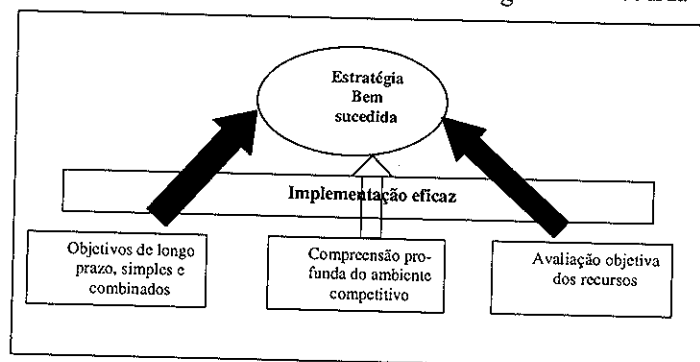 Estratégia
Bem
sucedida
Implementação eficaz
Objetivos de longo
prazo, simples e
combinados
Compreensão pro-
funda do ambiente
competitivo
Avaliação objetiva
dos recursos